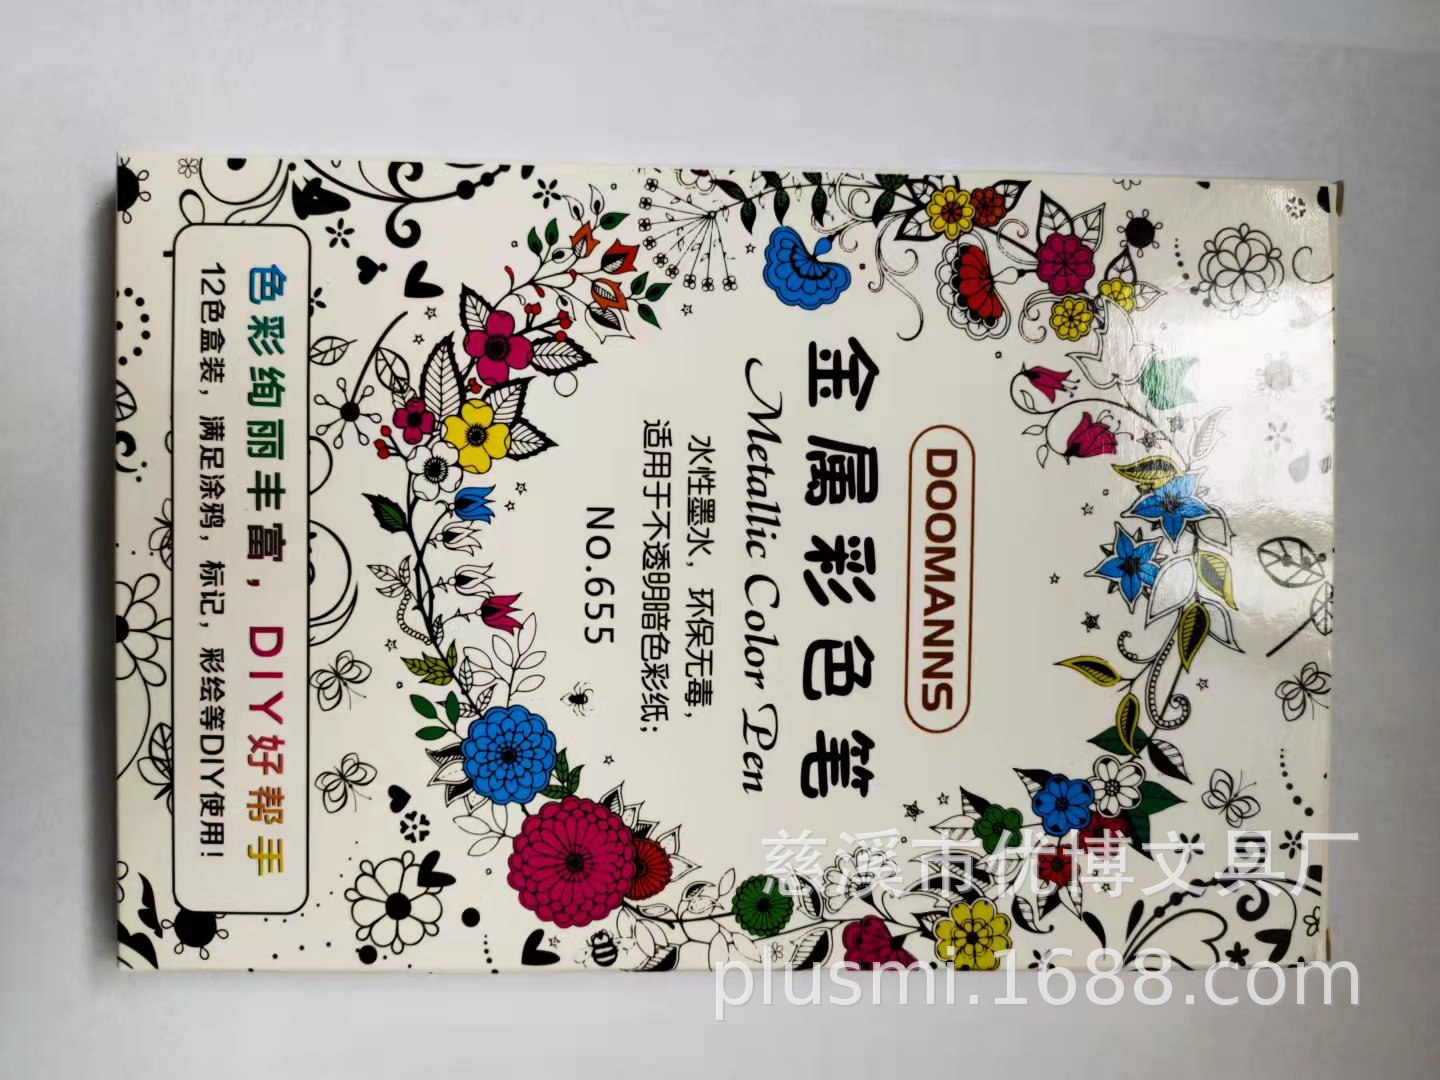 DOOMANNS
金属彩色笔
Metallic Color Pen
水性墨水，环保无毒，
适用于不透明暗色彩纸；
NO.655
色彩绚丽丰富，DIY好帮手
12色盒装，满足涂鸦，标记，彩绘等DIY使用！
慈溪市优博文具厂
plusmi.1688.com